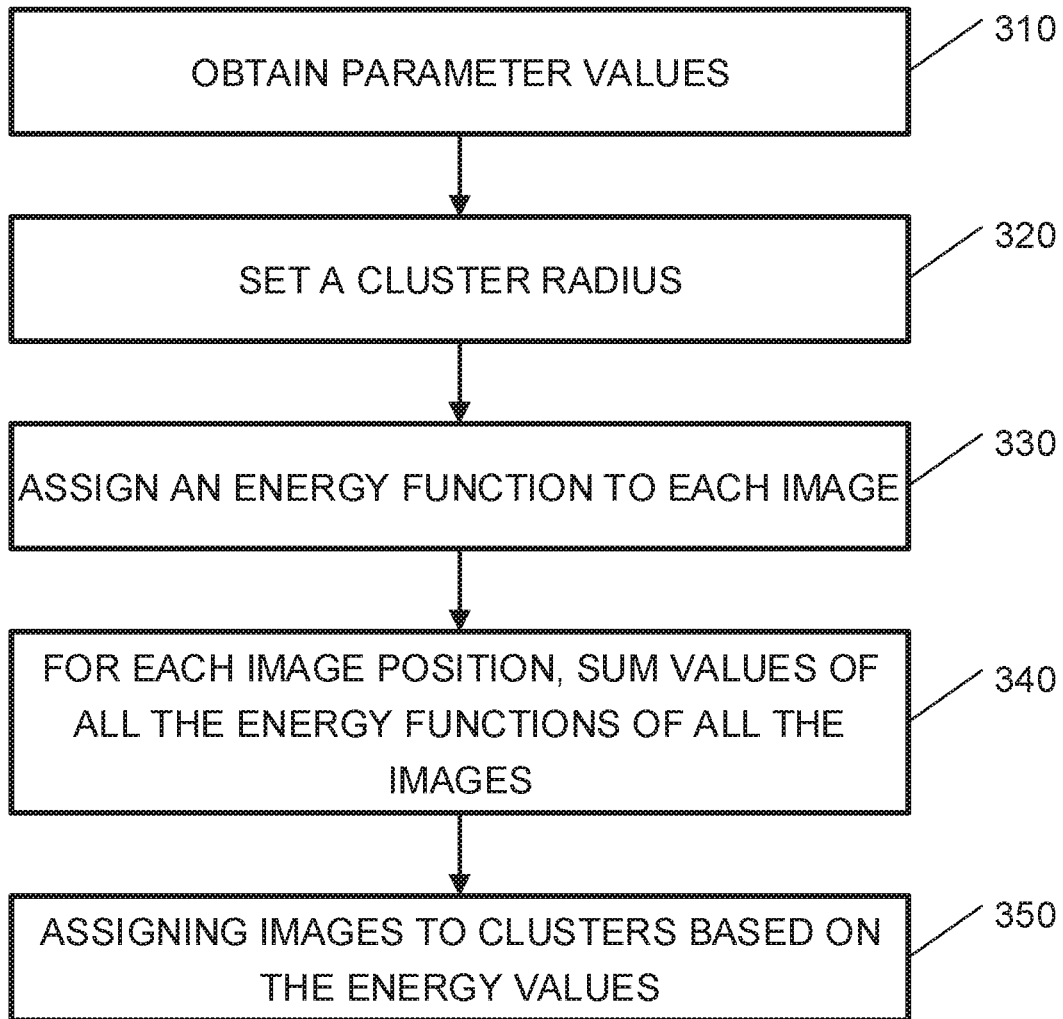 310
OBTAIN PARAMETER VALUES
320
SET A CLUSTER RADIUS
330
ASSIGN AN ENERGY FUNCTION TO EACH IMAGE
340
FOR EACH IMAGE POSITION, SUM VALUES OF
ALL THE ENERGY FUNCTIONS OF ALL THE
IMAGES
350
ASSIGNING IMAGES TO CLUSTERS BASED ON
THE ENERGY VALUES